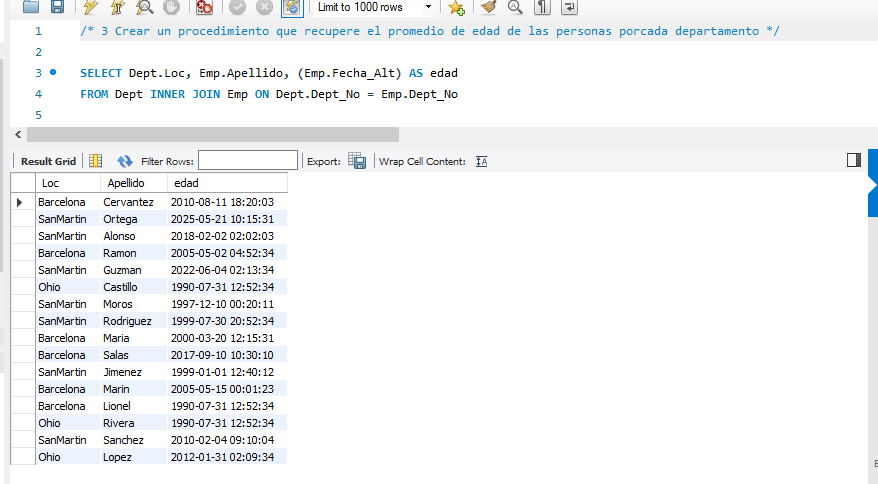 Limit to 1000 rows
1 /* 3 Crear un procedimiento que recupere el promedio de edad de las personas porcada departamento */
2
3 SELECT Dept.Loc, Emp.Apellido, (Emp.Fecha_Alt) AS edad
4 FROM Dept INNER JOIN Emp ON Dept.Dept_No = Emp.Dept_No
5
Result Grid Filter Rows: Export: Wrap Cell Content:
Loc Apellido edad
Barcelona Cervantez 2010-08-11 18:20:03
SanMartin Ortega 2025-05-21 10:15:31
SanMartin Alonso 2018-02-02 02:02:03
Barcelona Ramon 2005-05-02 04:52:34
SanMartin Guzman 2022-06-04 02:13:34
Ohio Castillo 1990-07-31 12:52:34
SanMartin Moros 1997-12-10 00:20:11
SanMartin Rodriguez 1999-07-30 20:52:34
Barcelona Maria 2000-03-20 12:15:31
Barcelona Salas 2017-09-10 10:30:10
SanMartin Jimenez 1999-01-01 12:40:12
Barcelona Marin 2005-05-15 00:01:23
Barcelona Lionel 1990-07-31 12:52:34
Ohio Rivera 1990-07-31 12:52:34
SanMartin Sanchez 2010-02-04 09:10:04
Ohio Lopez 2012-01-31 02:09:34